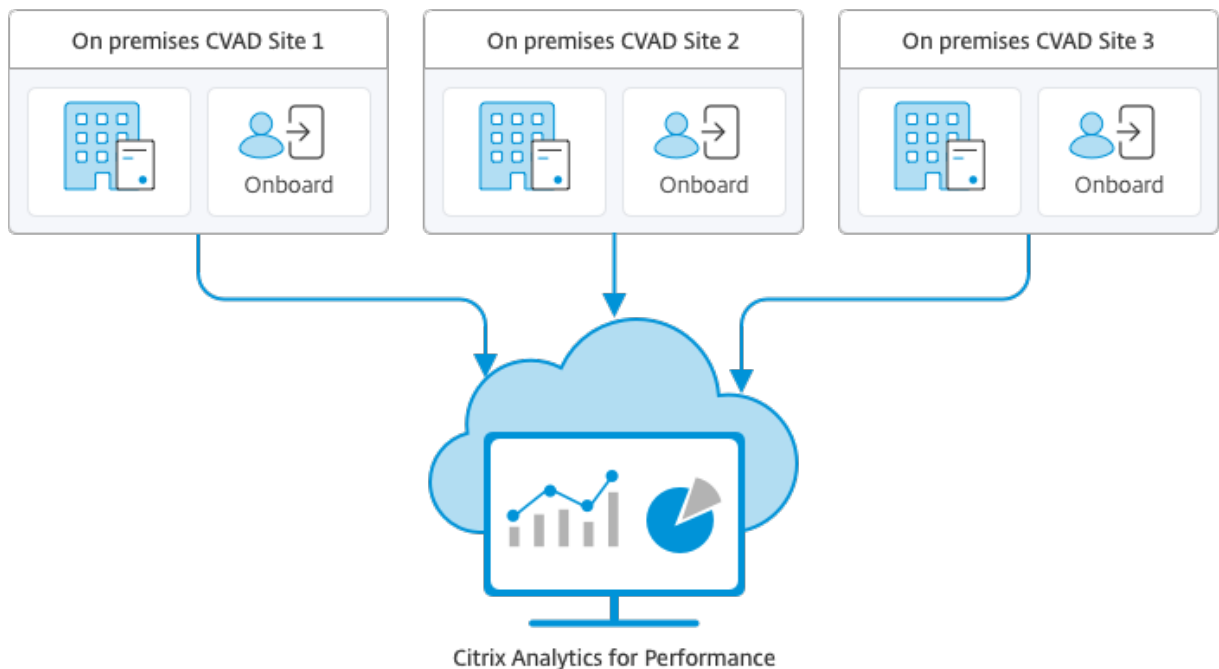 On premises CVAD Site 1
On premises CVAD Site 2
On premises CVAD Site 3
Onboard
Onboard
Onboard
Citrix Analytics for Performance